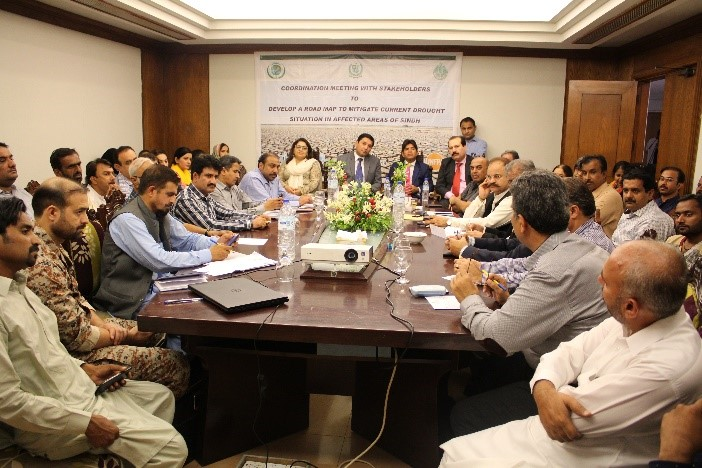 COORDINATION MEETING WITH STAKEHOLDERS
TO
DEVELOP A ROAD MAP TO MITIGATE CURRENT DROUGHT
SITUATION IN AFFECTED AREAS OF SINDH